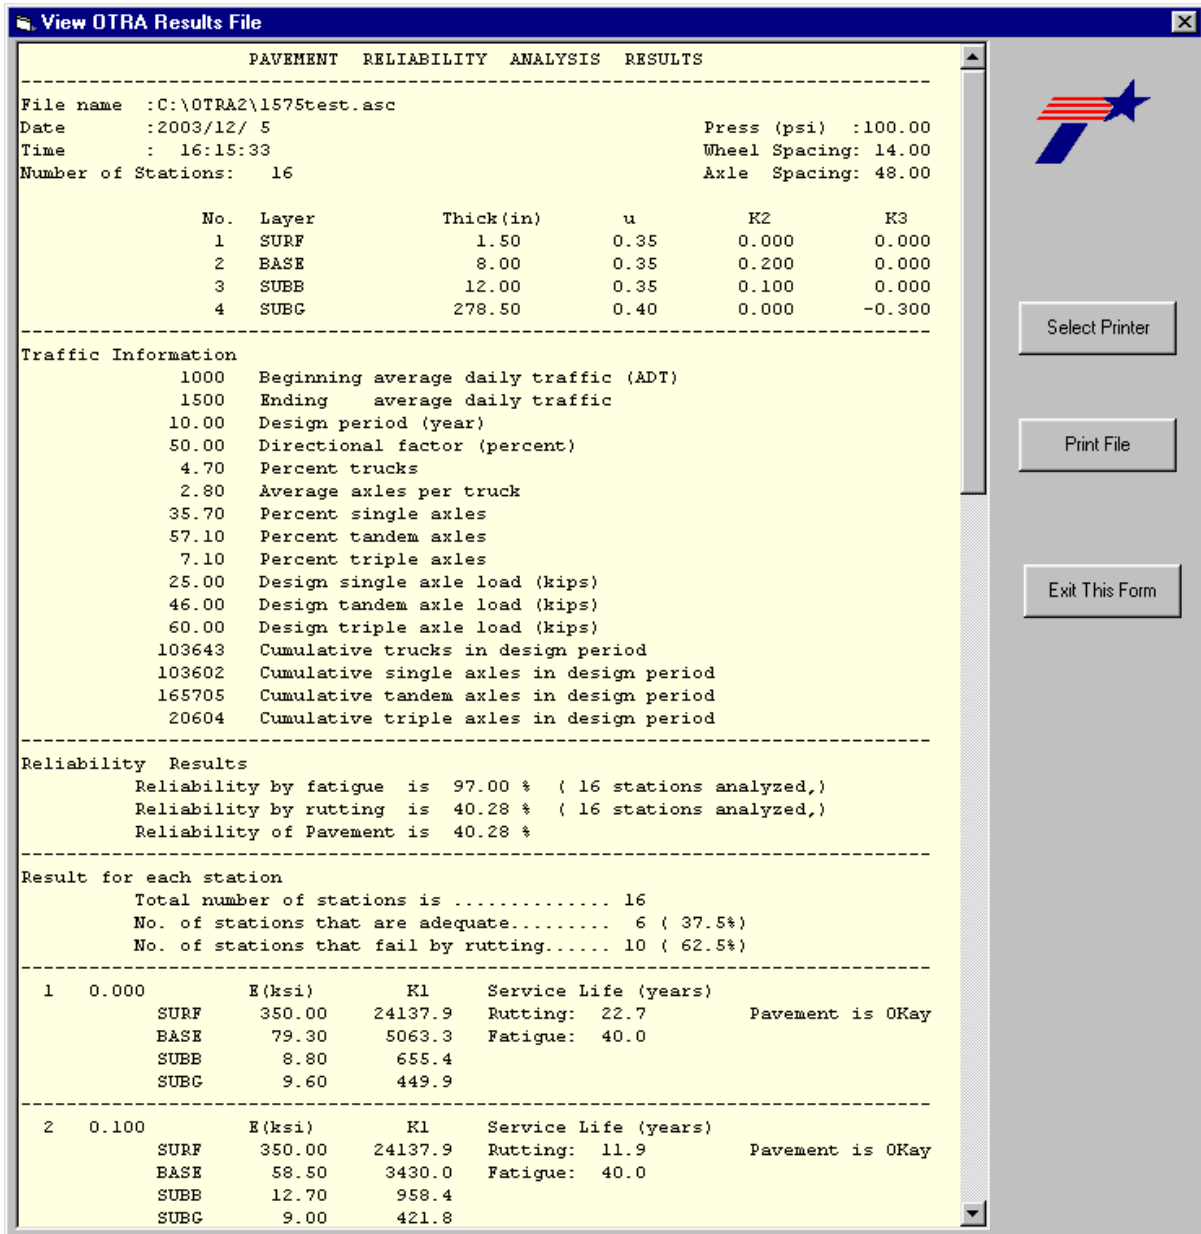 View OTRA Results File
PAVEMENT RELIABILITY ANALYSIS RESULTS
--------------------------------------------------------------------------------
File name :C:\OTRA2\1575test.asc
Date :2003/12/ 5 Press (psi) :100.00
Time : 16:15:33 Wheel Spacing: 14.00
Number of Stations: 16 Axle Spacing: 48.00
No. Layer Thick(in) u K2 K3
1 SURF 1.50 0.35 0.000 0.000
2 BASE 8.00 0.35 0.200 0.000
3 SUBB 12.00 0.35 0.100 0.000
4 SUBG 278.50 0.40 0.000 -0.300
--------------------------------------------------------------------------------
Traffic Information
1000 Beginning average daily traffic (ADT)
1500 Ending average daily traffic
10.00 Design period (year)
50.00 Directional factor (percent)
4.70 Percent trucks
2.80 Average axles per truck
35.70 Percent single axles
57.10 Percent tandem axles
7.10 Percent triple axles
25.00 Design single axle load (kips)
46.00 Design tandem axle load (kips)
60.00 Design triple axle load (kips)
103643 Cumulative trucks in design period
103602 Cumulative single axles in design period
165705 Cumulative tandem axles in design period
20604 Cumulative triple axles in design period
--------------------------------------------------------------------------------
Reliability Results
Reliability by fatigue is 97.00 % ( 16 stations analyzed,)
Reliability by rutting is 40.28 % ( 16 stations analyzed,)
Reliability of Pavement is 40.28 %
--------------------------------------------------------------------------------
Result for each station
Total number of stations is .............. 16
No. of stations that are adequate......... 6 ( 37.5%)
No. of stations that fail by rutting...... 10 ( 62.5%)
--------------------------------------------------------------------------------
1 0.000 E(ksi) K1 Service Life (years)
SURF 350.00 24137.9 Rutting: 22.7 Pavement is OKay
BASE 79.30 5063.3 Fatigue: 40.0
SUBB 8.80 655.4
SUBG 9.60 449.9
--------------------------------------------------------------------------------
2 0.100 E(ksi) K1 Service Life (years)
SURF 350.00 24137.9 Rutting: 11.9 Pavement is OKay
BASE 58.50 3430.0 Fatigue: 40.0
SUBB 12.70 958.4
SUBG 9.00 421.8
Select Printer
Print File
Exit This Form